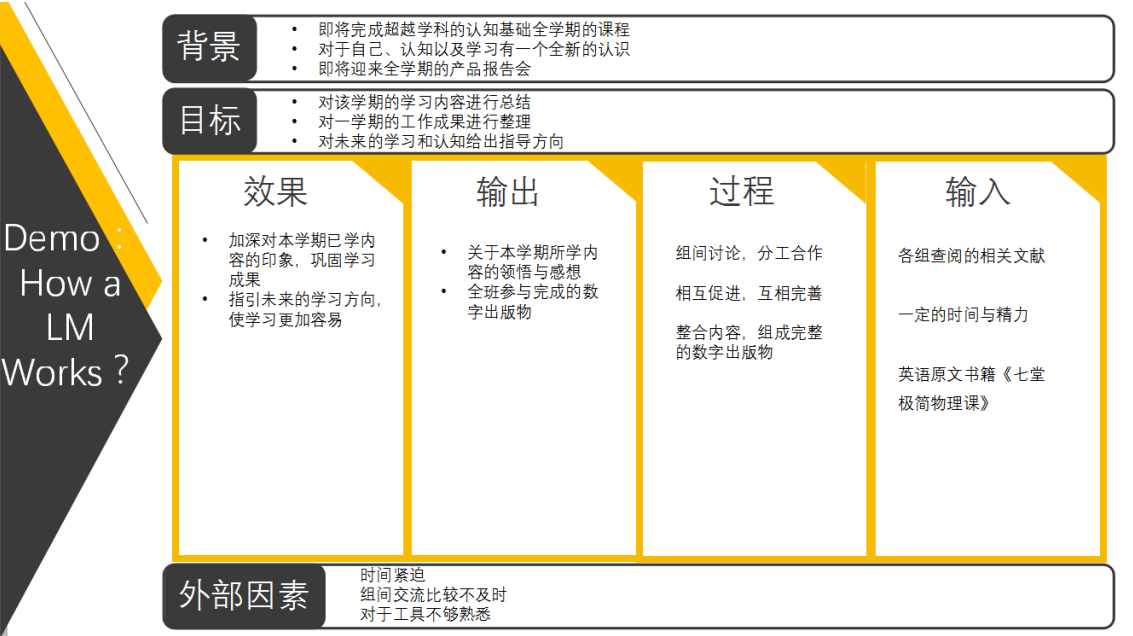 Demo：
How a
LM
Works？
背景
• 即将完成超越学科的认知基础全学期的课程
• 对于自己、认知以及学习有一个全新的认识
• 即将迎来全学期的产品报告会
目标
• 对该学期的学习内容进行总结
• 对一学期的工作成果进行整理
• 对未来的学习和认知给出指导方向
效果
• 加深对本学期已学内
容的印象，巩固学习
成果
• 指引未来的学习方向，
使学习更加容易
输出
• 关于本学期所学内
容的领悟与感想
• 全班参与完成的数
字出版物
过程
组间讨论，分工合作
相互促进，互相完善
整合内容，组成完整
的数字出版物
输入
各组查阅的相关文献
一定的时间与精力
英语原文书籍《七堂
极简物理课》
外部因素
时间紧迫
组间交流比较不及时
对于工具不够熟悉